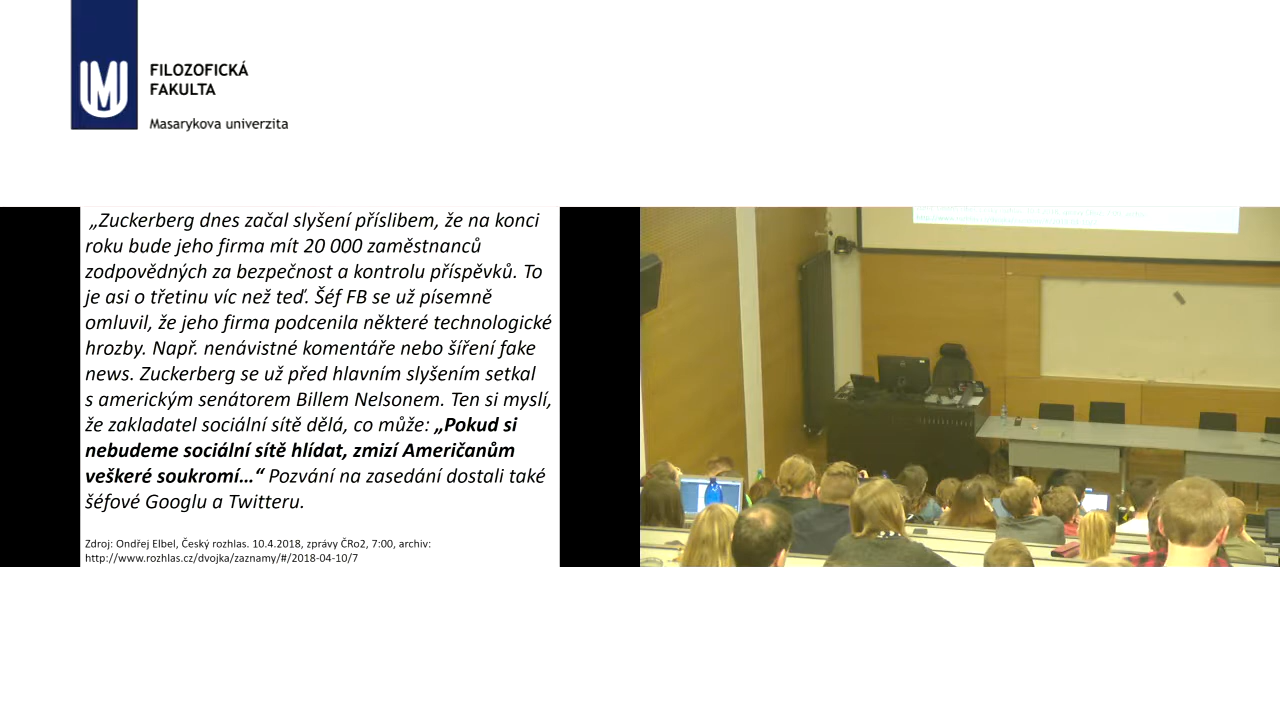 FILOZOFICKÁ
FAKULTA
Masarykova univerzita
„Zuckerberg dnes začal slyšení příslibem, že na konci
roku bude jeho firma mít 20 000 zaměstnanců
zodpovědných za bezpečnost a kontrolu příspěvků. To
je asi o třetinu víc než teď. Šéf FB se už písemně
omluvil, že jeho firma podcenila některé technologické
hrozby. Např. nenávistné komentáře nebo šíření fake
news. Zuckerberg se už před hlavním slyšením setkal
s americkým senátorem Billem Nelsonem. Ten si myslí,
že zakladatel sociální sítě dělá, co může: „Pokud si
nebudeme sociální sítě hlídat, zmizí Američanům
veškeré soukromí…“ Pozvání na zasedání dostali také
šéfové Googlu a Twitteru.
Zdroj: Ondřej Elbel, Český rozhlas. 10.4.2018, zprávy ČRo2, 7:00, archiv:
http://www.rozhlas.cz/dvojka/zaznamy/#/2018-04-10/7